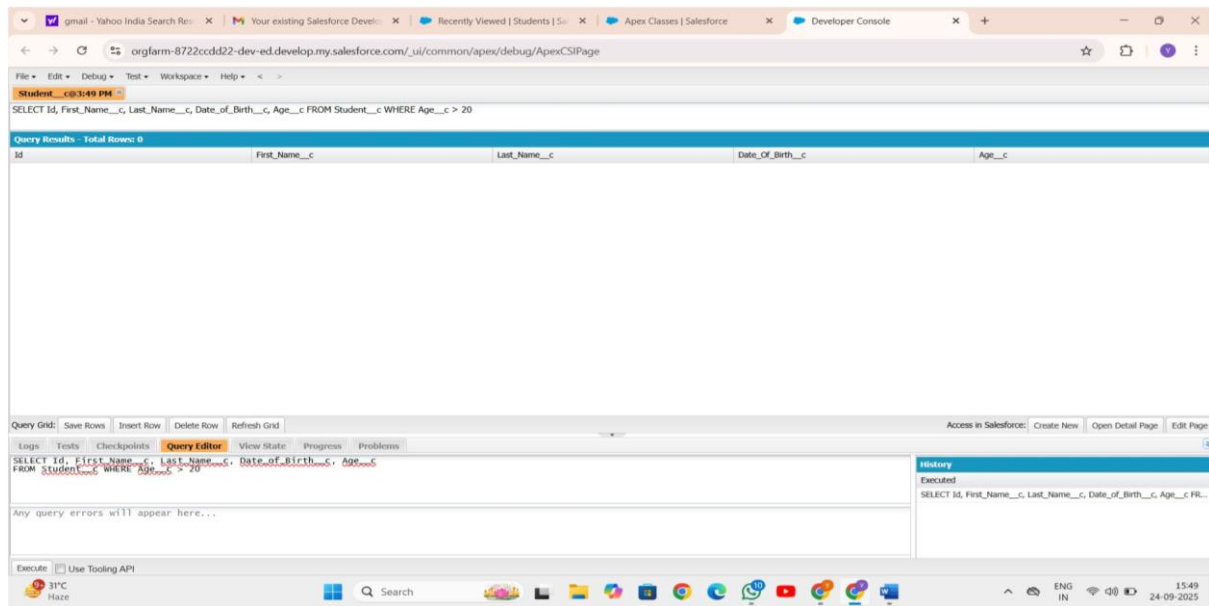 gmail - Yahoo India Search Res
Your existing Salesforce Develo
Recently Viewed | Students | Sa
Apex Classes | Salesforce
Developer Console
orgfarm-8722ccdd22-dev-ed.develop.my.salesforce.com/_ui/common/apex/debug/ApexCSIPage
File Edit Debug Test Workspace Help < >
Student__c@3:49 PM
SELECT Id, First_Name__c, Last_Name__c, Date_of_Birth__c, Age__c FROM Student__c WHERE Age__c > 20
Query Results - Total Rows: 0
Id First_Name__c Last_Name__c Date_Of_Birth__c Age__c
Query Grid: Save Rows Insert Row Delete Row Refresh Grid Access in Salesforce: Create New Open Detail Page Edit Page
Logs Tests Checkpoints Query Editor View State Progress Problems
SELECT Id, First_Name__c, Last_Name__c, Date_of_Birth__c, Age__c
FROM Student__c WHERE Age__c > 20
History
Executed
SELECT Id, First_Name__c, Last_Name__c, Date_of_Birth__c, Age__c FR...
Any query errors will appear here...
Execute Use Tooling API
31°C
Haze
Search
ENG
IN
15:49
24-09-2025